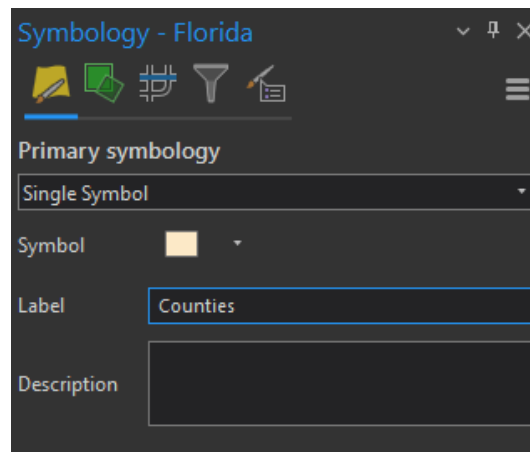 Symbology - Florida
Primary symbology
Single Symbol
Symbol
Label Counties
Description